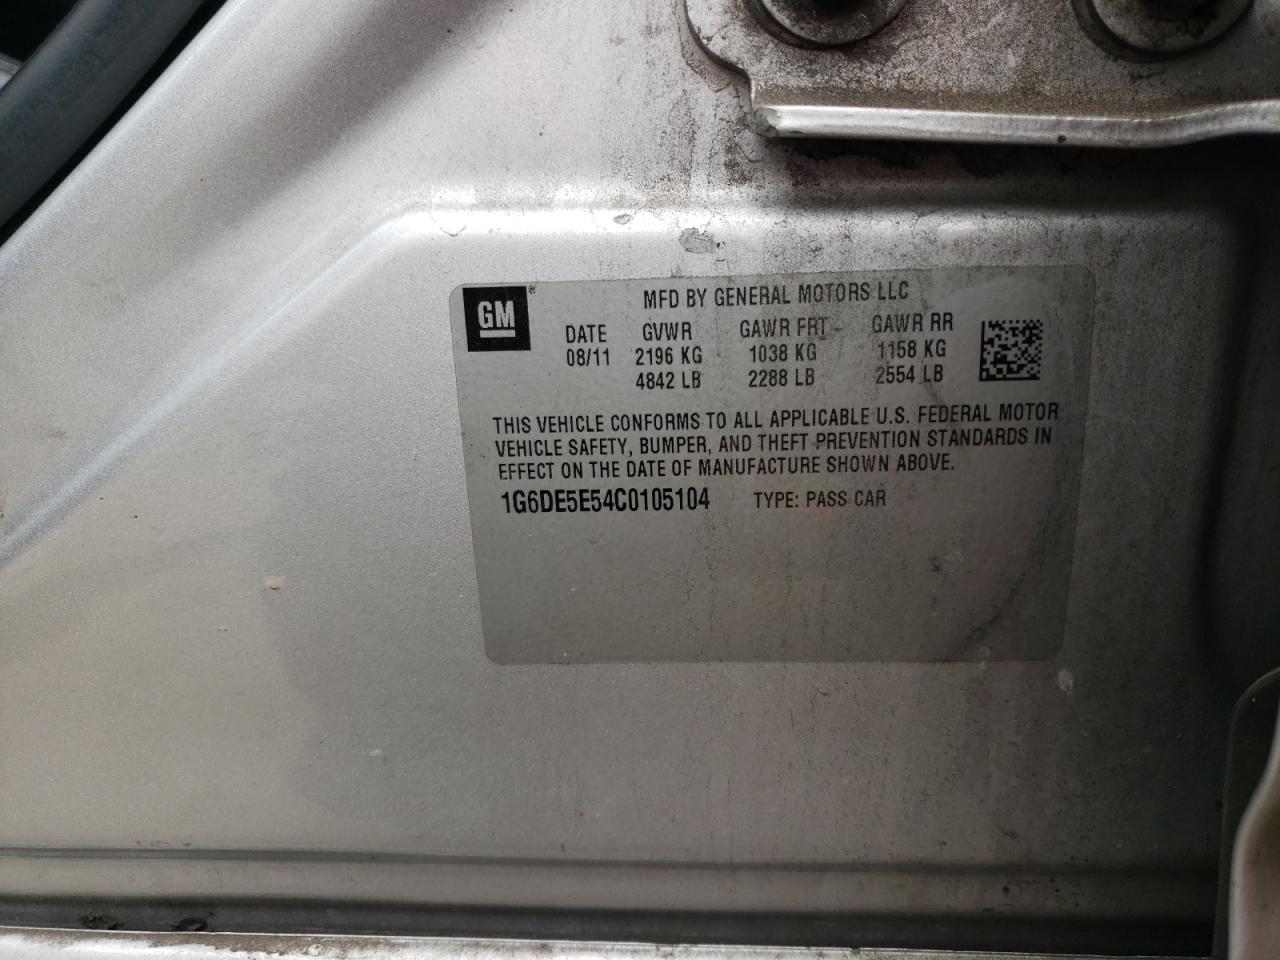 GM®
MFD BY GENERAL MOTORS LLC
DATE GVWR GAWR FRT GAWR RR
08/11 2196 KG 1038 KG 1158 KG
4842 LB 2288 LB 2554 LB
THIS VEHICLE CONFORMS TO ALL APPLICABLE U.S. FEDERAL MOTOR
VEHICLE SAFETY, BUMPER, AND THEFT PREVENTION STANDARDS IN
EFFECT ON THE DATE OF MANUFACTURE SHOWN ABOVE.
1G6DE5E54C0105104 TYPE: PASS CAR